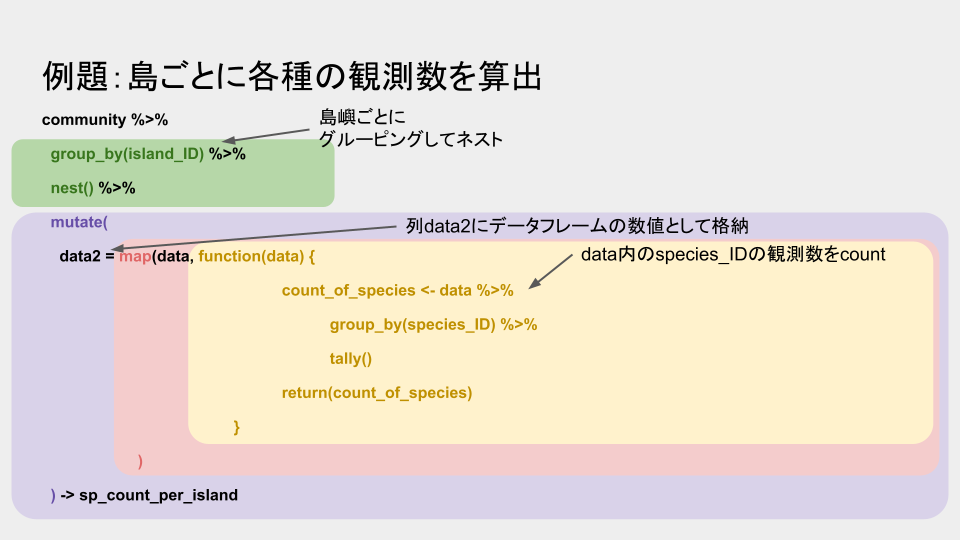 例題：島ごとに各種の観測数を算出
community %>%
島嶼ごとに
グルーピングしてネスト
group_by(island_ID) %>%
nest() %>%
mutate(
列data2にデータフレームの数値として格納
data2 = map(data, function(data) {
data内のspecies_IDの観測数をcount
count_of_species <- data %>%
group_by(species_ID) %>%
tally()
return(count_of_species)
}
)
) -> sp_count_per_island